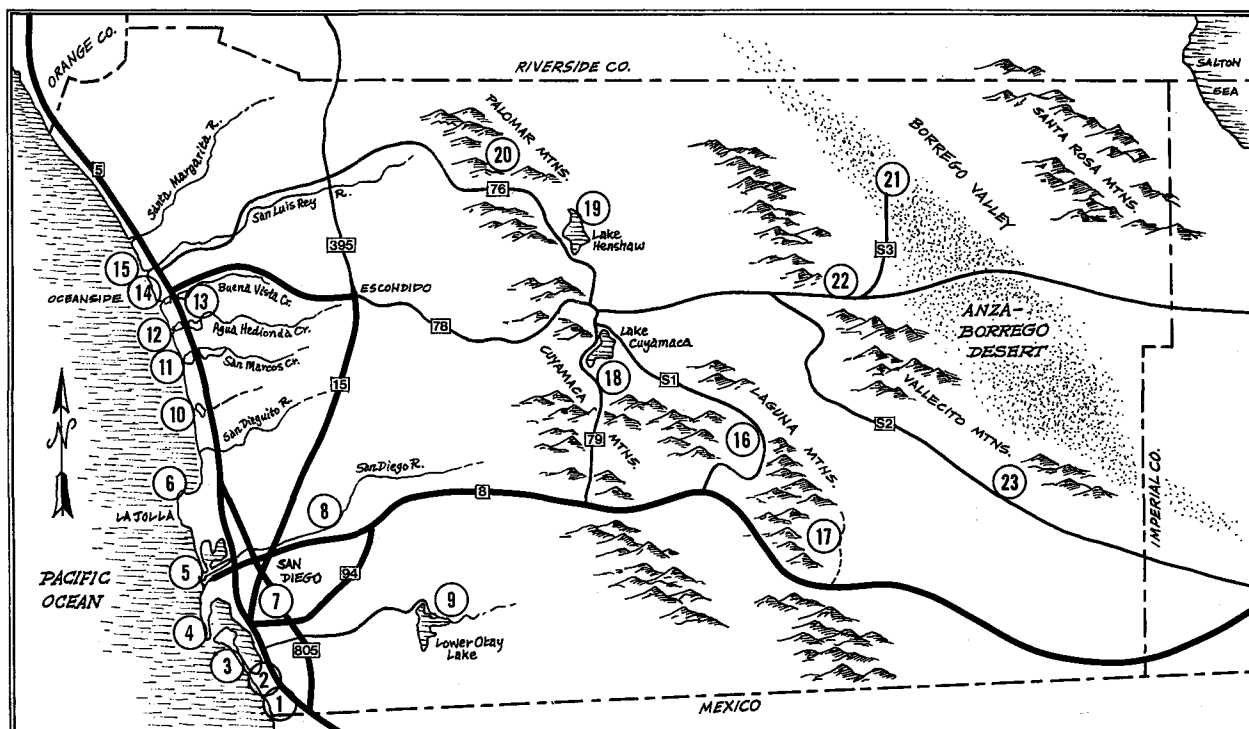 ORANGE CO.
RIVERSIDE CO.
SALTON
SEA
5
Santa Margarita R.
PALOMAR MTNS.
20
BORREGO VALLEY
SANTA ROSA MTNS.
21
76
San Luis Rey R.
19
Lake
Henshaw
395
S3
15
14
OCEANSIDE
13
Buena Vista Cr.
ESCONDIDO
22
12
Agua Hedionda Cr.
78
Lake
Cuyamaca
ANZA-
BORREGO
DESERT
11
San Marcos Cr.
18
CUYAMACA MTNS.
S1
15
LAGUNA MTNS.
VALLECITO MTNS.
N
10
San Dieguito R.
79
16
S2
6
San Diego R.
8
23
LA JOLLA
8
IMPERIAL CO.
17
5
SAN
DIEGO
94
PACIFIC
OCEAN
7
9
4
Lower Otay
Lake
805
3
2
1
MEXICO